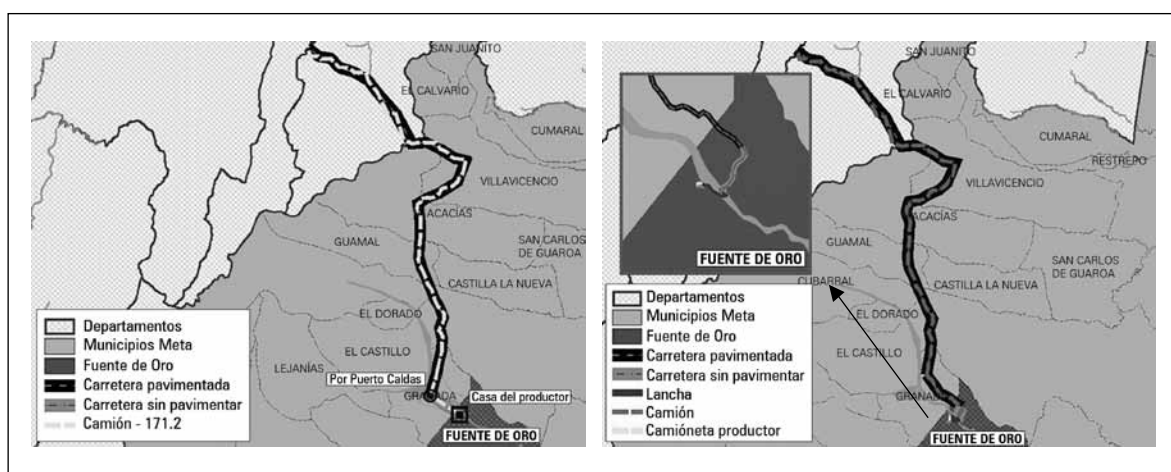 SAN JUANITO
EL CALVARIO
CUMARAL
VILLAVICENCIO
ACACÍAS
GUAMAL
SAN CARLOS
DE GUAROA
CASTILLA LA NUEVA
EL DORADO
EL CASTILLO
LEJANÍAS
Por Puerto Caldas
GRANADA
Casa del productor
FUENTE DE ORO
Departamentos
Municipios Meta
Fuente de Oro
Carretera pavimentada
Carretera sin pavimentar
Camión - 171.2
SAN JUANITO
EL CALVARIO
CUMARAL
RESTREPO
VILLAVICENCIO
ACACÍAS
GUAMAL
SAN CARLOS
DE GUAROA
FUENTE DE ORO
CUBARRAL
CASTILLA LA NUEVA
EL DORADO
EL CASTILLO
GRANADA
FUENTE DE ORO
Departamentos
Municipios Meta
Fuente de Oro
Carretera pavimentada
Carretera sin pavimentar
Lancha
Camión
Camióneta productor